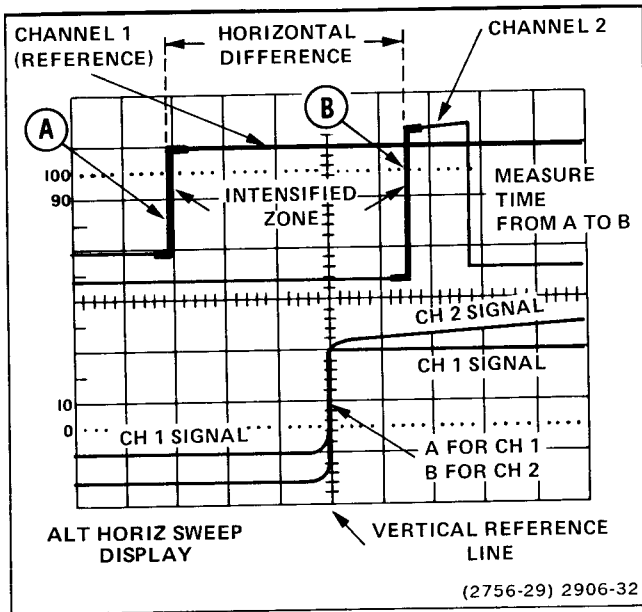 CHANNEL 1
(REFERENCE)
HORIZONTAL
DIFFERENCE
CHANNEL 2
A
B
100
90
INTENSIFIED
ZONE
MEASURE
TIME
FROM A TO B
CH 2 SIGNAL
CH 1 SIGNAL
10
0
CH 1 SIGNAL
A FOR CH 1
B FOR CH 2
ALT HORIZ SWEEP
DISPLAY
VERTICAL REFERENCE
LINE
(2756-29) 2906-32